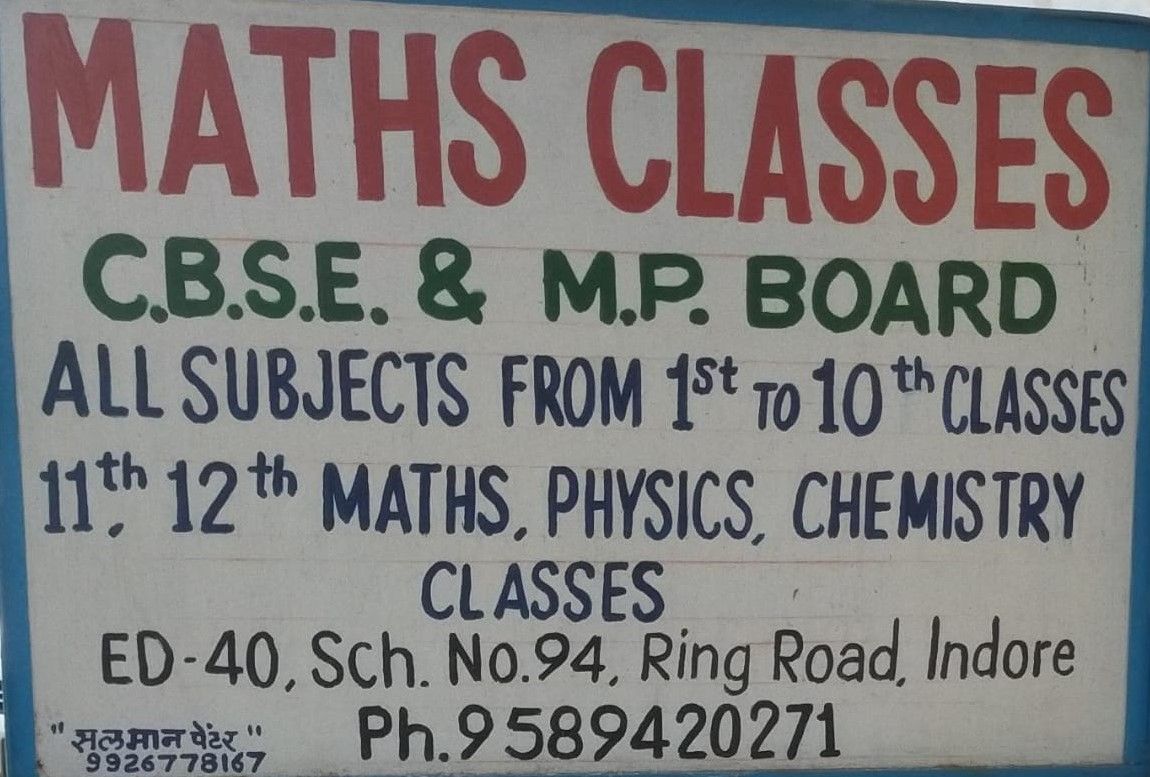 MATHS CLASSES
C.B.S.E. & M.P. BOARD
ALL SUBJECTS FROM 1st TO 10th CLASSES
11th, 12th MATHS, PHYSICS, CHEMISTRY
CLASSES
ED-40, Sch. No.94, Ring Road, Indore
Ph.9589420271
"सलमान पेंटर"
9926778167